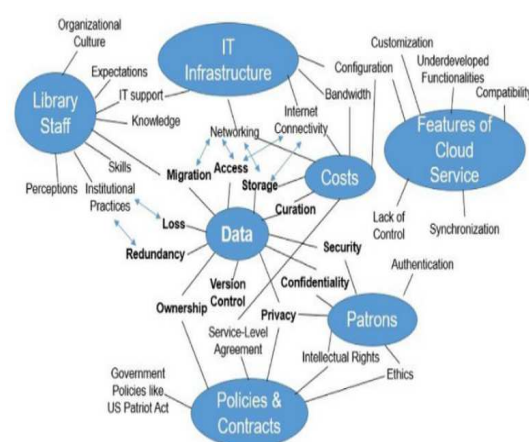 Organizational
Culture
Expectations
IT support
Library
Staff
Knowledge
Skills
Perceptions
Institutional
Practices
IT
Infrastructure
Networking
Internet
Connectivity
Bandwidth
Configuration
Customization
Underdeveloped
Functionalities
Compatibility
Features of
Cloud
Service
Lack of
Control
Synchronization
Costs
Migration
Access
Storage
Curation
Loss
Redundancy
Data
Security
Confidentiality
Version
Control
Ownership
Privacy
Authentication
Patrons
Service-Level
Agreement
Intellectual Rights
Ethics
Government
Policies like
US Patriot Act
Policies &
Contracts